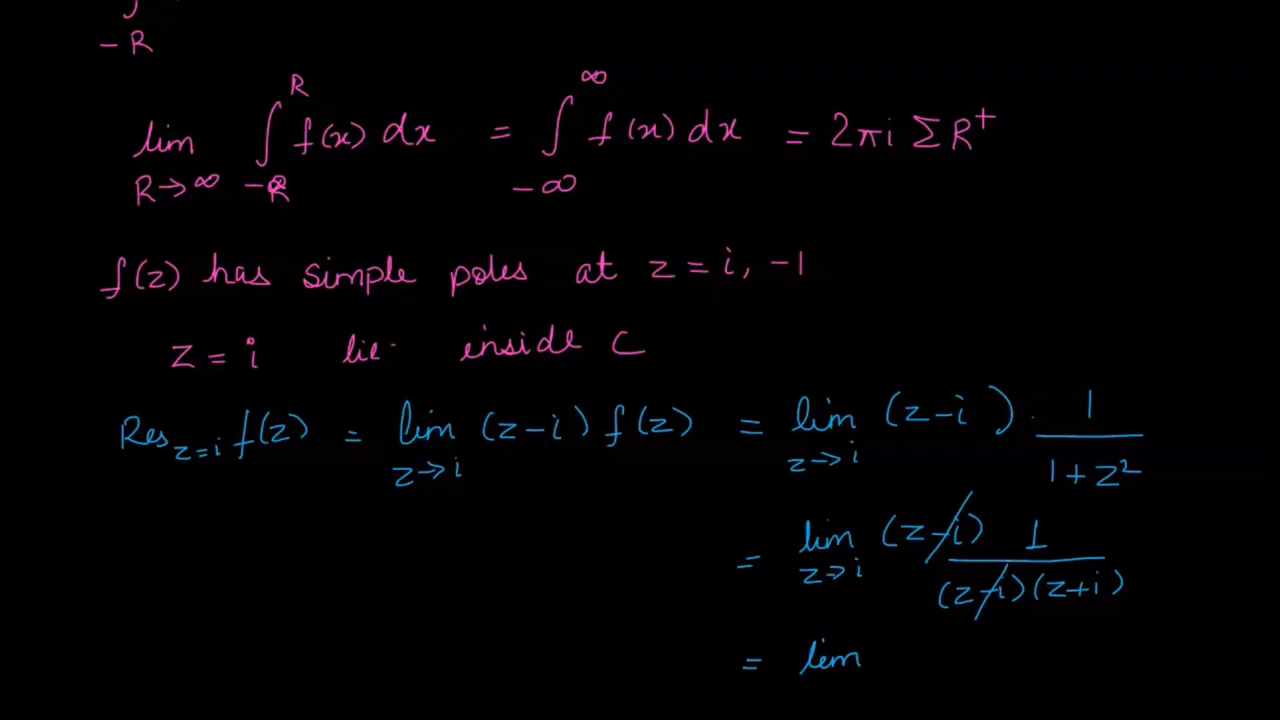 ∫
-R
lim R→∞ ∫_{-R}^{R} f(x) dx = ∫_{-∞}^{∞} f(x) dx = 2πi ΣR⁺
f(z) has simple poles at z = i, -1
z = i lie inside C
Res_{z=i} f(z) = lim_{z→i} (z-i) f(z) = lim_{z→i} (z-i) · 1/(1+z²)
= lim_{z→i} (z-i) 1/((z-i)(z+i))
= lim